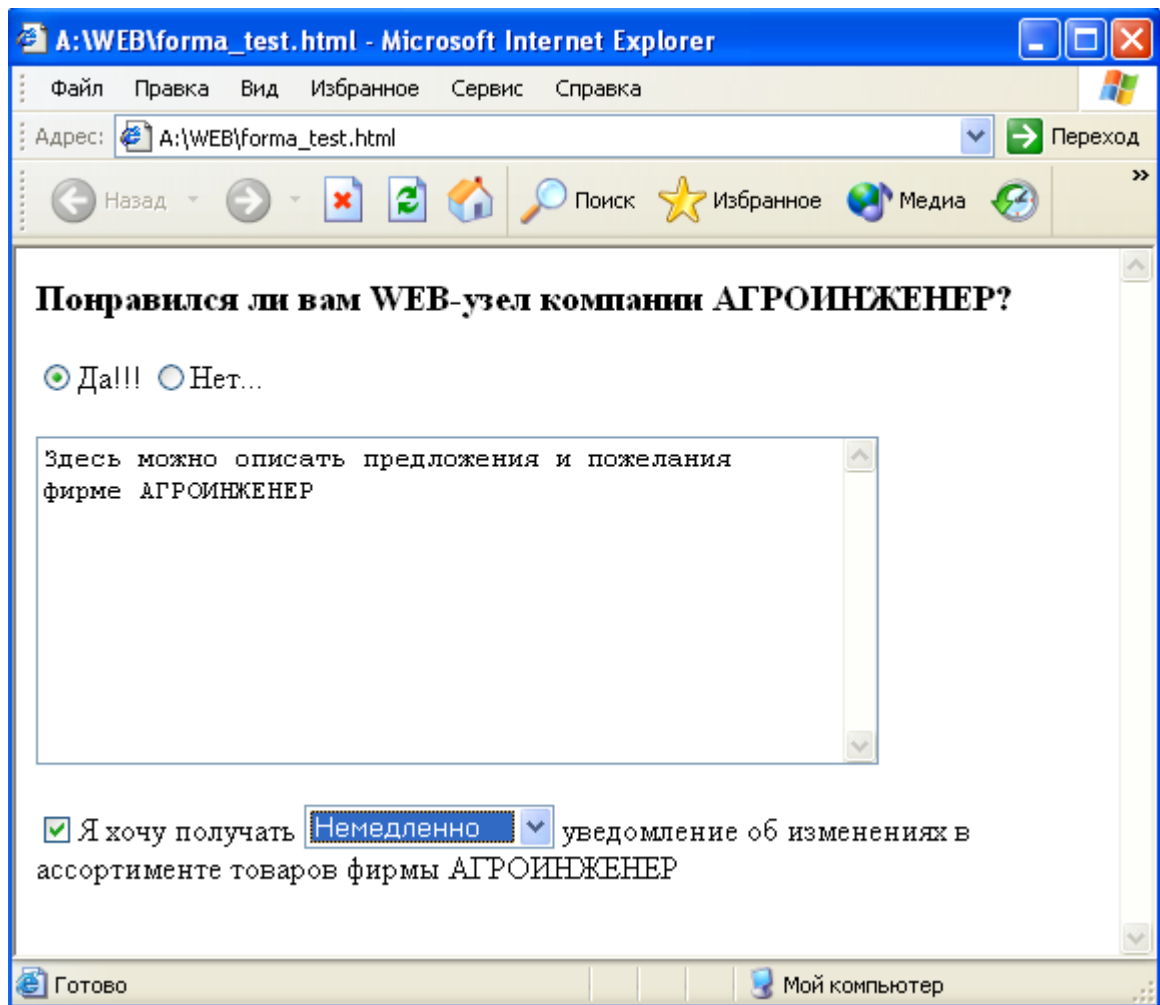 A:\WEB\forma_test.html - Microsoft Internet Explorer
Файл Правка Вид Избранное Сервис Справка
Адрес: A:\WEB\forma_test.html Переход
Назад Поиск Избранное Медиа »
Понравился ли вам WEB-узел компании АГРОИНЖЕНЕР?
Да!!! Нет...
Здесь можно описать предложения и пожелания
фирме АГРОИНЖЕНЕР
Я хочу получать Немедленно уведомление об изменениях в
ассортименте товаров фирмы АГРОИНЖЕНЕР
Готово Мой компьютер